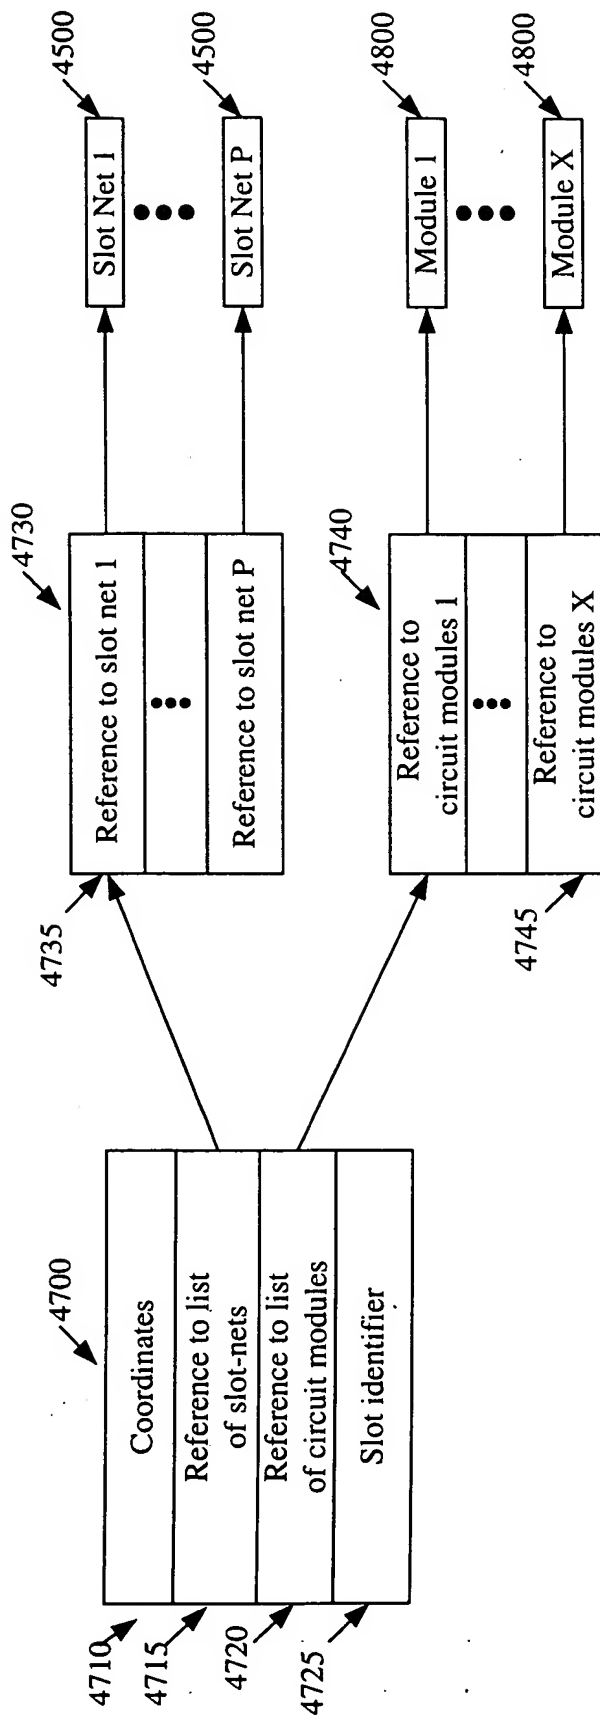 4700
4710
Coordinates
4715
Reference to list
of slot-nets
4720
Reference to list
of circuit modules
4725
Slot identifier
4730
4735
Reference to slot net 1
Reference to slot net P
4740
Reference to
circuit modules 1
Reference to
circuit modules X
4745
4500
Slot Net 1
4500
Slot Net P
4800
Module 1
4800
Module X